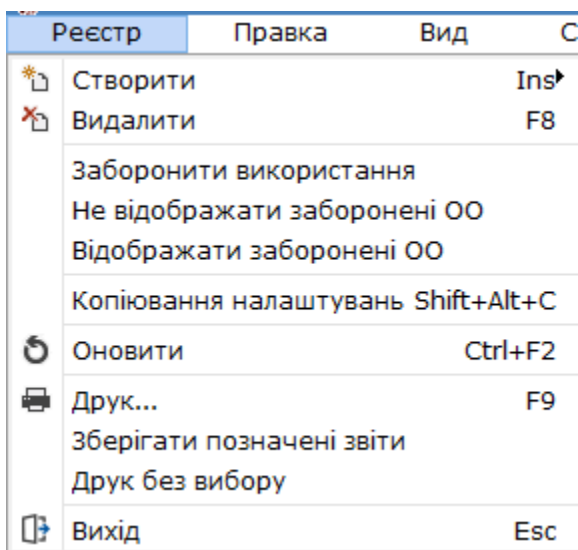 Реєстр Правка Вид С
Створити Ins
Видалити F8
Заборонити використання
Не відображати заборонені ОО
Відображати заборонені ОО
Копіювання налаштувань Shift+Alt+C
Оновити Ctrl+F2
Друк... F9
Зберігати позначені звіти
Друк без вибору
Вихід Esc